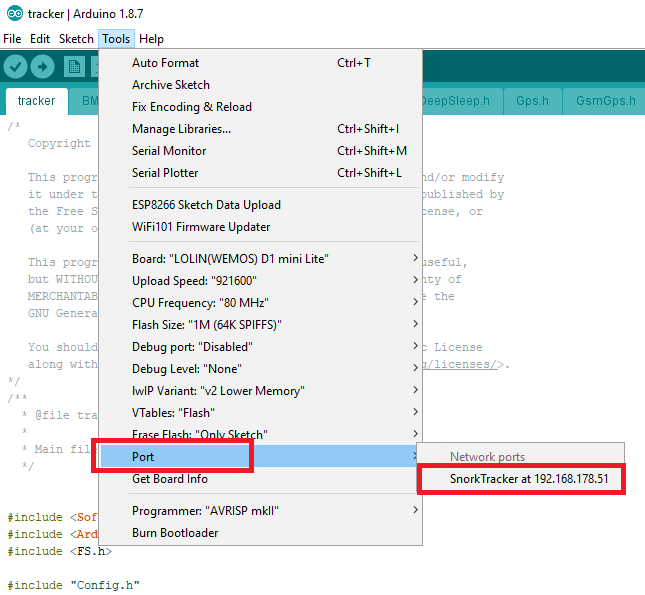 tracker | Arduino 1.8.7
File Edit Sketch Tools Help
tracker
BM
DeepSleep.h
Gps.h
GsmGps.h
Auto Format Ctrl+T
Archive Sketch
Fix Encoding & Reload
Manage Libraries... Ctrl+Shift+I
Serial Monitor Ctrl+Shift+M
Serial Plotter Ctrl+Shift+L
ESP8266 Sketch Data Upload
WiFi101 Firmware Updater
Board: "LOLIN(WEMOS) D1 mini Lite"
Upload Speed: "921600"
CPU Frequency: "80 MHz"
Flash Size: "1M (64K SPIFFS)"
Debug port: "Disabled"
Debug Level: "None"
lwIP Variant: "v2 Lower Memory"
VTables: "Flash"
Erase Flash: "Only Sketch"
Port
Get Board Info
Programmer: "AVRISP mkII"
Burn Bootloader
Network ports
SnorkTracker at 192.168.178.51
/*
Copyright
This progr nd/or modify
it under t published by
the Free S cense, or
(at your o
This progr useful,
but WITHOU nty of
MERCHANTAB e the
GNU Genera
You should c License
along with g/licenses/>.
*/
/**
* @file tra
*
* Main file
*/
#include <Sof
#include <Ard
#include <FS.h>
#include "Config.h"